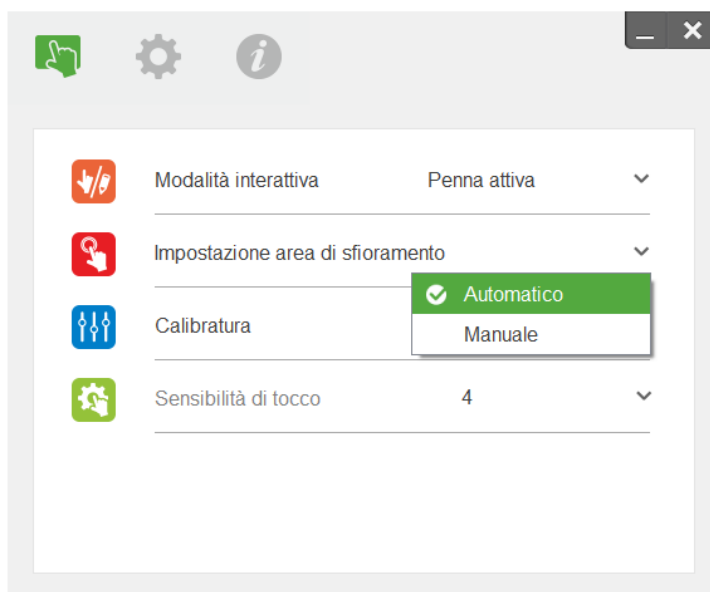 Modalità interattiva Penna attiva
Impostazione area di sfioramento
Automatico
Calibratura
Manuale
Sensibilità di tocco 4